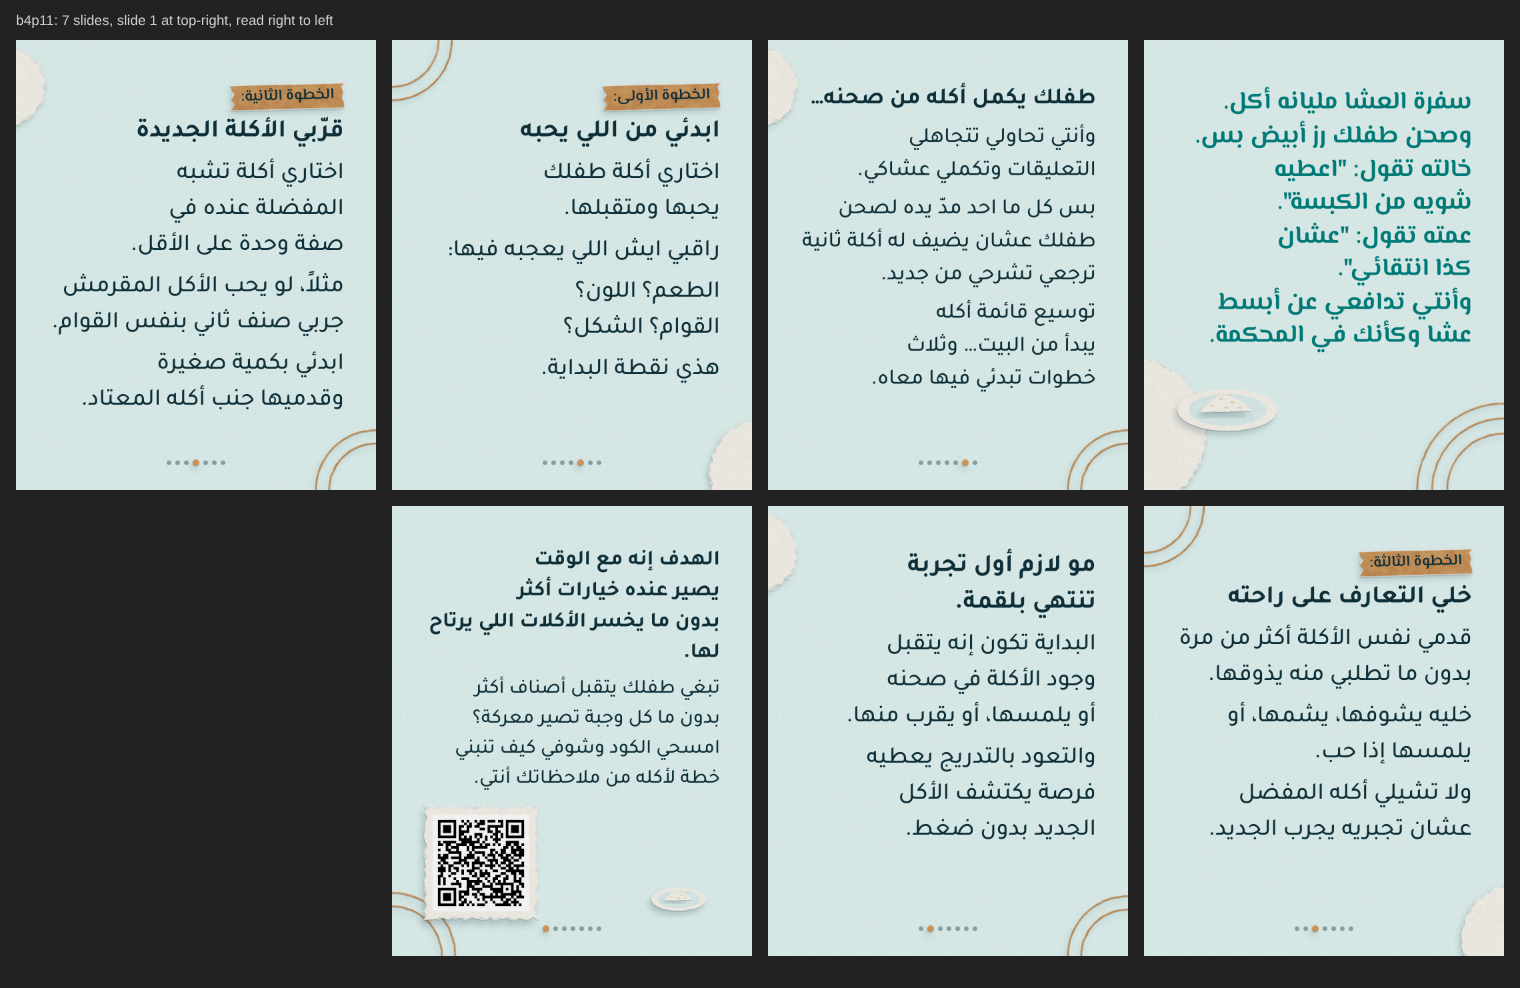 b4p11: 7 slides, slide 1 at top-right, read right to left
سفرة العشا مليانه أكل.
وصحن طفلك رز أبيض بس.
خالته تقول: "اعطيه
شويه من الكبسة".
عمته تقول: "عشان
كذا انتقائي".
وأنتي تدافعي عن أبسط
عشا وكأنك في المحكمة.
طفلك يكمل أكله من صحنه...
وأنتي تحاولي تتجاهلي
التعليقات وتكملي عشاكي.
بس كل ما احد مدّ يده لصحن
طفلك عشان يضيف له أكلة ثانية
ترجعي تشرحي من جديد.
توسيع قائمة أكله
يبدأ من البيت... وثلاث
خطوات تبدئي فيها معاه.
الخطوة الأولى:
ابدئي من اللي يحبه
اختاري أكلة طفلك
يحبها ومتقبلها.
راقبي ايش اللي يعجبه فيها:
الطعم؟ اللون؟
القوام؟ الشكل؟
هذي نقطة البداية.
الخطوة الثانية:
قرّبي الأكلة الجديدة
اختاري أكلة تشبه
المفضلة عنده في
صفة وحدة على الأقل.
مثلاً، لو يحب الأكل المقرمش
جربي صنف ثاني بنفس القوام.
ابدئي بكمية صغيرة
وقدميها جنب أكله المعتاد.
الخطوة الثالثة:
خلي التعارف على راحته
قدمي نفس الأكلة أكثر من مرة
بدون ما تطلبي منه يذوقها.
خليه يشوفها، يشمها، أو
يلمسها إذا حب.
ولا تشيلي أكله المفضل
عشان تجبريه يجرب الجديد.
مو لازم أول تجربة
تنتهي بلقمة.
البداية تكون إنه يتقبل
وجود الأكلة في صحنه
أو يلمسها، أو يقرب منها.
والتعود بالتدريج يعطيه
فرصة يكتشف الأكل
الجديد بدون ضغط.
الهدف إنه مع الوقت
يصير عنده خيارات أكثر
بدون ما يخسر الأكلات اللي يرتاح
لها.
تبغي طفلك يتقبل أصناف أكثر
بدون ما كل وجبة تصير معركة؟
امسحي الكود وشوفي كيف تنبني
خطة لأكله من ملاحظاتك أنتي.